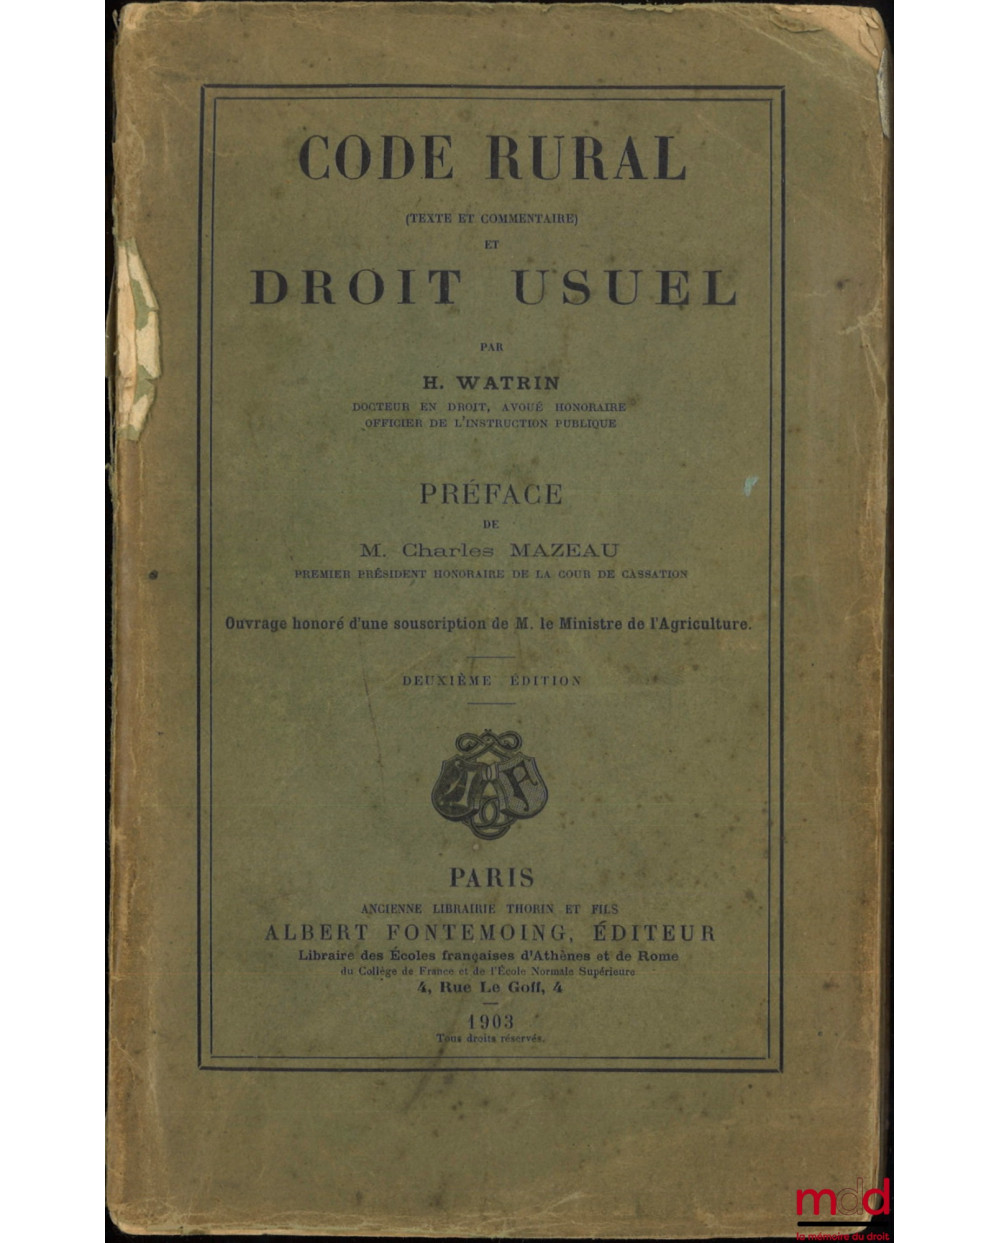 CODE RURAL
(TEXTE ET COMMENTAIRE)
ET
DROIT USUEL
PAR
H. WATRIN
DOCTEUR EN DROIT, AVOUÉ HONORAIRE
OFFICIER DE L'INSTRUCTION PUBLIQUE
PRÉFACE
DE
M. Charles MAZEAU
PREMIER PRÉSIDENT HONORAIRE DE LA COUR DE CASSATION
Ouvrage honoré d'une souscription de M. le Ministre de l'Agriculture.
DEUXIÈME ÉDITION
A F
PARIS
ANCIENNE LIBRAIRIE THORIN ET FILS
ALBERT FONTEMOING, ÉDITEUR
Libraire des Écoles françaises d'Athènes et de Rome
du Collège de France et de l'École Normale Supérieure
4, Rue Le Goff, 4
1903
Tous droits réservés.
mdd
la mémoire du droit